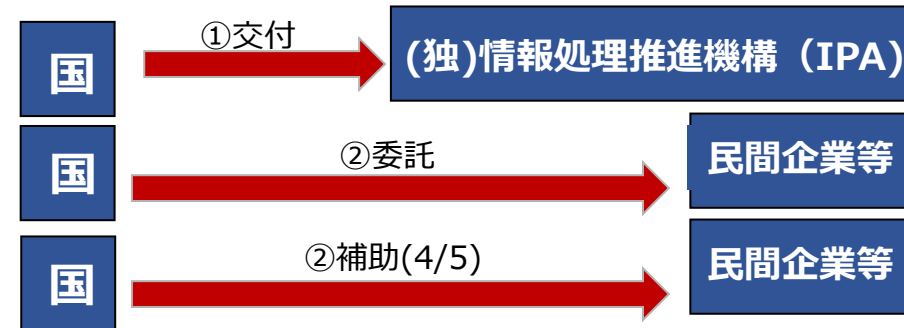 国
①交付
(独)情報処理推進機構（IPA)
国
②委託
民間企業等
国
②補助(4/5)
民間企業等